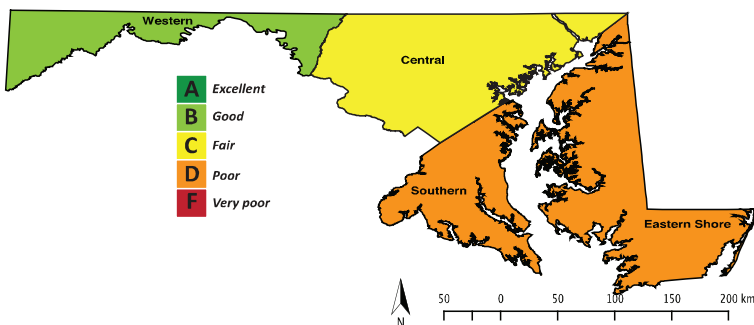 Western
Central
A Excellent
B Good
C Fair
D Poor
F Very poor
Southern
Eastern Shore
N
50 0 50 100 150 200 km